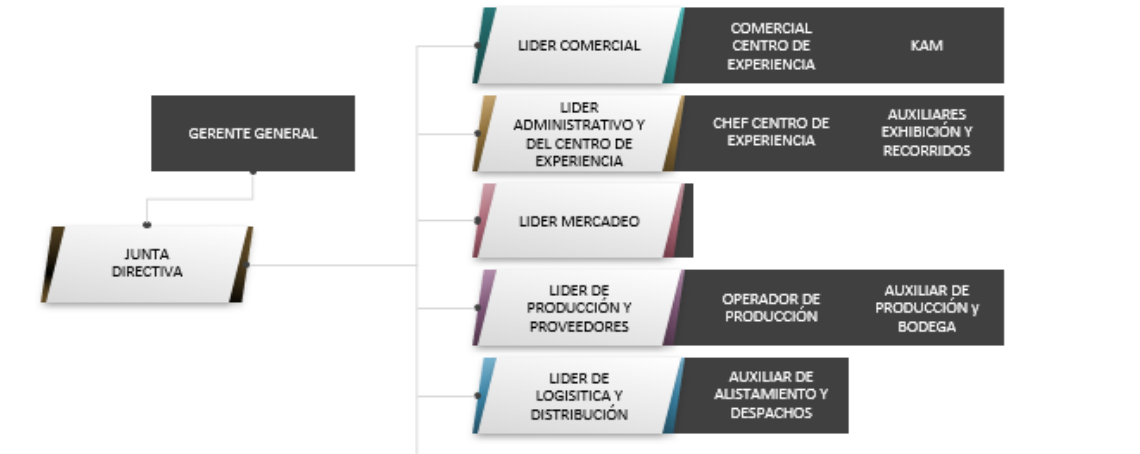 LIDER COMERCIAL
COMERCIAL
CENTRO DE
EXPERIENCIA
KAM
GERENTE GENERAL
LIDER
ADMINISTRATIVO Y
DEL CENTRO DE
EXPERIENCIA
CHEF CENTRO DE
EXPERIENCIA
AUXILIARES
EXHIBICIÓN Y
RECORRIDOS
LIDER MERCADEO
JUNTA
DIRECTIVA
LIDER DE
PRODUCCIÓN Y
PROVEEDORES
OPERADOR DE
PRODUCCIÓN
AUXILIAR DE
PRODUCCIÓN y
BODEGA
LIDER DE
LOGISITICA Y
DISTRIBUCIÓN
AUXILIAR DE
ALISTAMIENTO Y
DESPACHOS